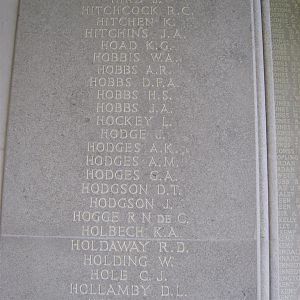 HITCHCOCK R.C.
HITCHEN K.
HITCHINS J.A.
HOAD K.G.
HOBBIS W.A.
HOBBS A.R.
HOBBS D.F.A.
HOBBS H.S.
HOBBS J.A.
HOCKEY L.
HODGE J.
HODGES A.K.
HODGES A.M.
HODGES G.A.
HODGSON D.T.
HODGSON J.
HOGGE R N DE C.
HOLBECH K.A.
HOLDAWAY R.D.
HOLDING W.
HOLE C.J.
HOLLAMBY D.L.